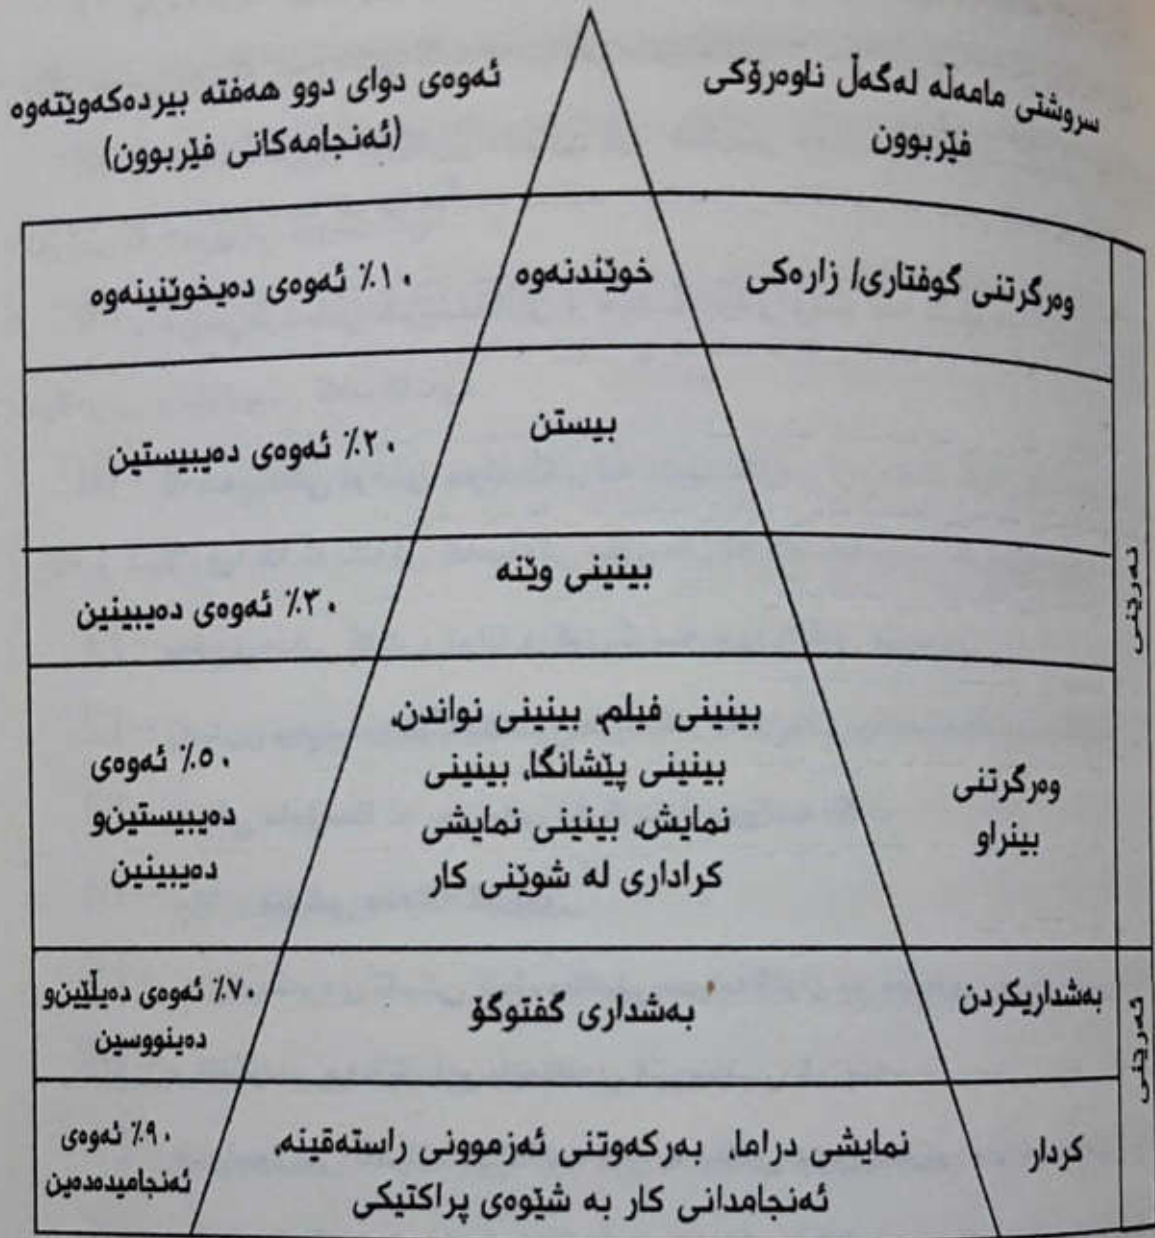 سروشتی مامەڵە لەگەڵ ناوەرۆکی
فێربوون
ئەوەی دوای دوو هەفتە بیردەکەوێتەوە
(ئەنجامەکانی فێربوون)
وەرگرتنی گوفتاری/ زارەکی
خوێندنەوە
١٠٪ ئەوەی دەیخوێنینەوە
بیستن
٢٠٪ ئەوەی دەیبیستین
بینینی وێنە
٣٠٪ ئەوەی دەیبینین
نەرێنی
وەرگرتنی
بینراو
بینینی فیلم، بینینی نواندن،
بینینی پێشانگا، بینینی
نمایش، بینینی نمایشی
کراداری لە شوێنی کار
٥٠٪ ئەوەی
دەیبیستین و
دەیبینین
ئەرێنی
بەشداریکردن
بەشداری گفتوگۆ
٧٠٪ ئەوەی دەیڵێین و
دەینووسین
کردار
نمایشی دراما، بەرکەوتنی ئەزموونی راستەقینە،
ئەنجامدانی کار بە شێوەی پراکتیکی
٩٠٪ ئەوەی
ئەنجامیدەدەین